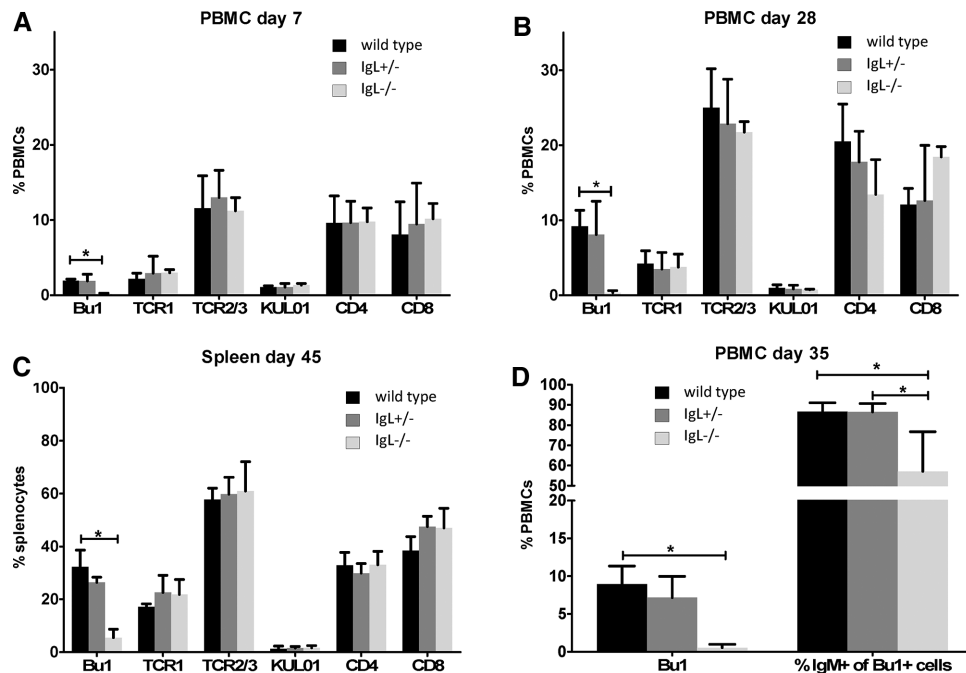 A
PBMC day 7
% PBMCs
30
20
10
0
wild type
IgL+/-
IgL-/-
*
Bu1 TCR1 TCR2/3 KUL01 CD4 CD8
B
PBMC day 28
% PBMCs
30
20
10
0
wild type
IgL+/-
IgL-/-
*
Bu1 TCR1 TCR2/3 KUL01 CD4 CD8
C
Spleen day 45
% splenocytes
100
80
60
40
20
0
wild type
IgL+/-
IgL-/-
*
Bu1 TCR1 TCR2/3 KUL01 CD4 CD8
D
PBMC day 35
% PBMCs
100
90
80
70
60
50
20
15
10
5
0
wild type
IgL+/-
IgL-/-
*
*
*
Bu1 %IgM+ of Bu1+ cells